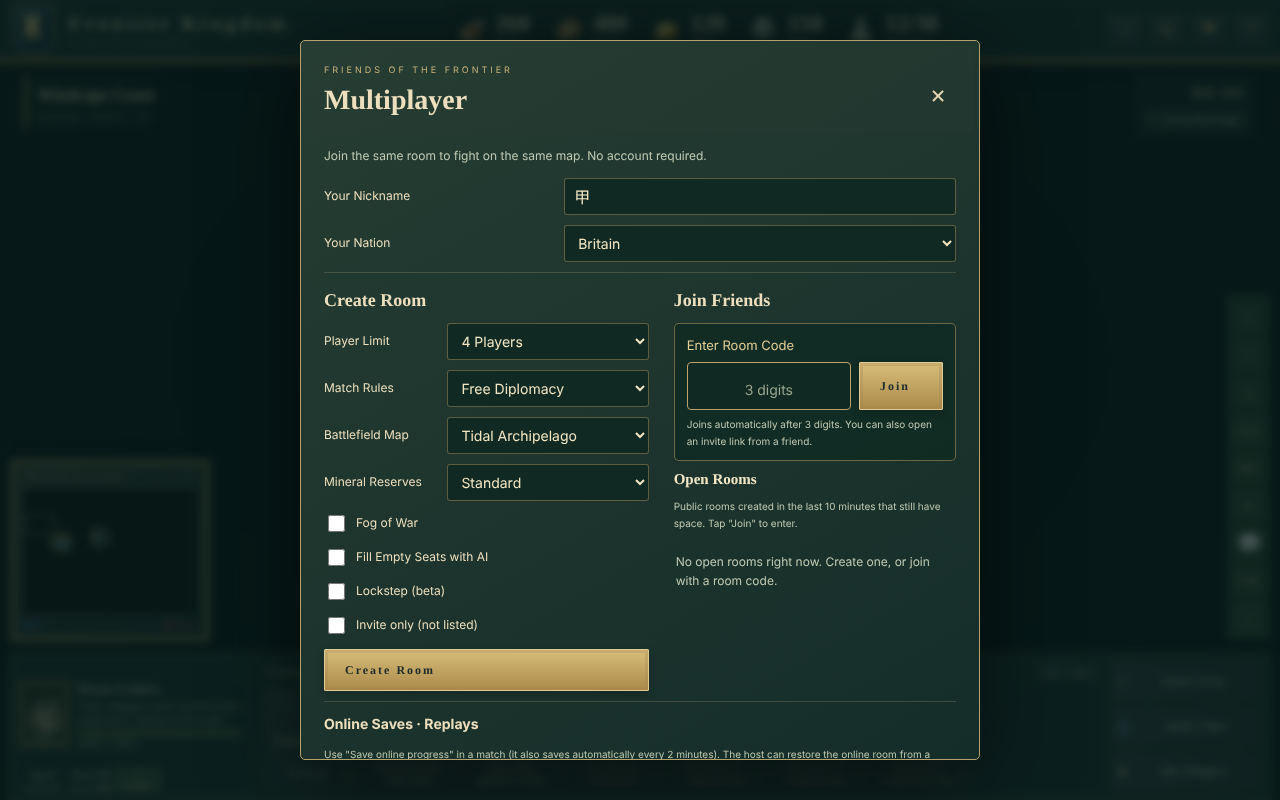 FRIENDS OF THE FRONTIER
Multiplayer
×
Join the same room to fight on the same map. No account required.
Your Nickname
甲
Your Nation
Britain
Create Room
Player Limit
4 Players
Match Rules
Free Diplomacy
Battlefield Map
Tidal Archipelago
Mineral Reserves
Standard
Fog of War
Fill Empty Seats with AI
Lockstep (beta)
Invite only (not listed)
Create Room
Join Friends
Enter Room Code
3 digits
Join
Joins automatically after 3 digits. You can also open
an invite link from a friend.
Open Rooms
Public rooms created in the last 10 minutes that still have
space. Tap "Join" to enter.
No open rooms right now. Create one, or join
with a room code.
Online Saves · Replays
Use "Save online progress" in a match (it also saves automatically every 2 minutes). The host can restore the online room from a
Frontier Kingdom